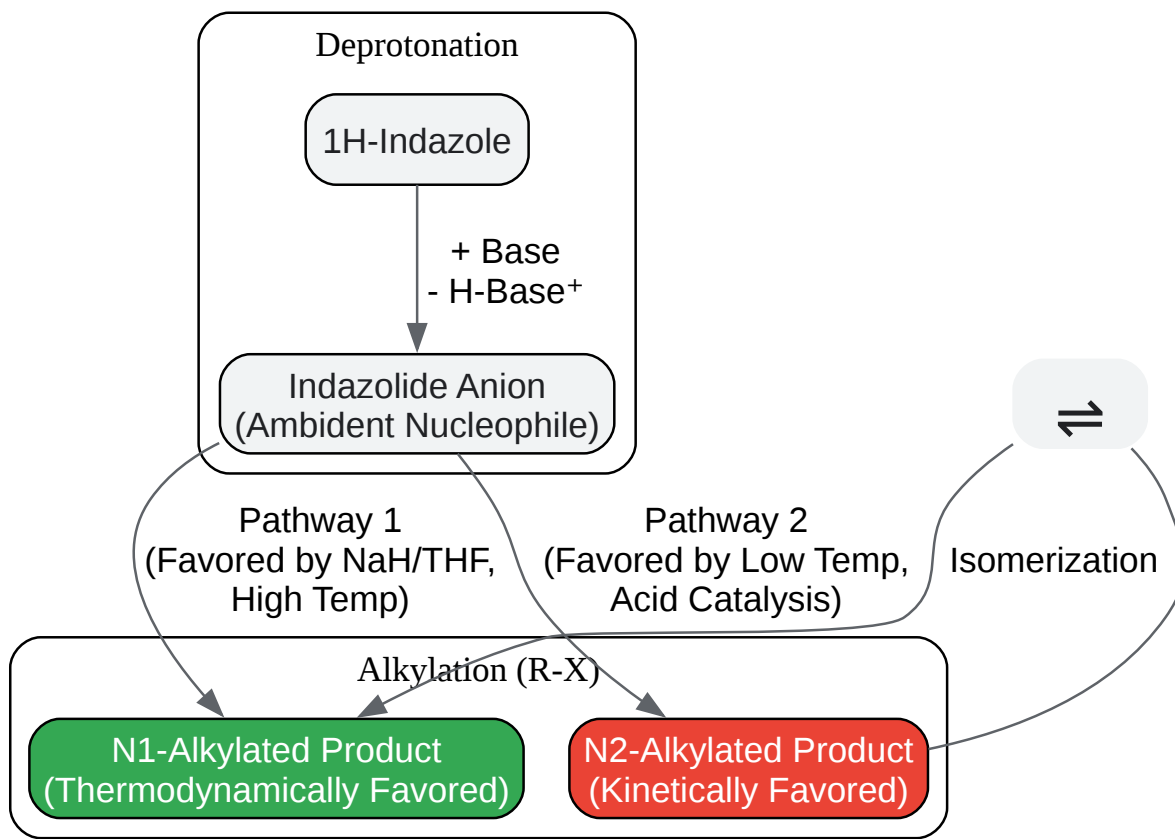 Deprotonation
1H-Indazole
+ Base
- H-Base⁺
Indazolide Anion
(Ambident Nucleophile)
⇌
Pathway 1
(Favored by NaH/THF,
High Temp)
Pathway 2
(Favored by Low Temp,
Acid Catalysis)
Isomerization
Alkylation (R-X)
N1-Alkylated Product
(Thermodynamically Favored)
N2-Alkylated Product
(Kinetically Favored)